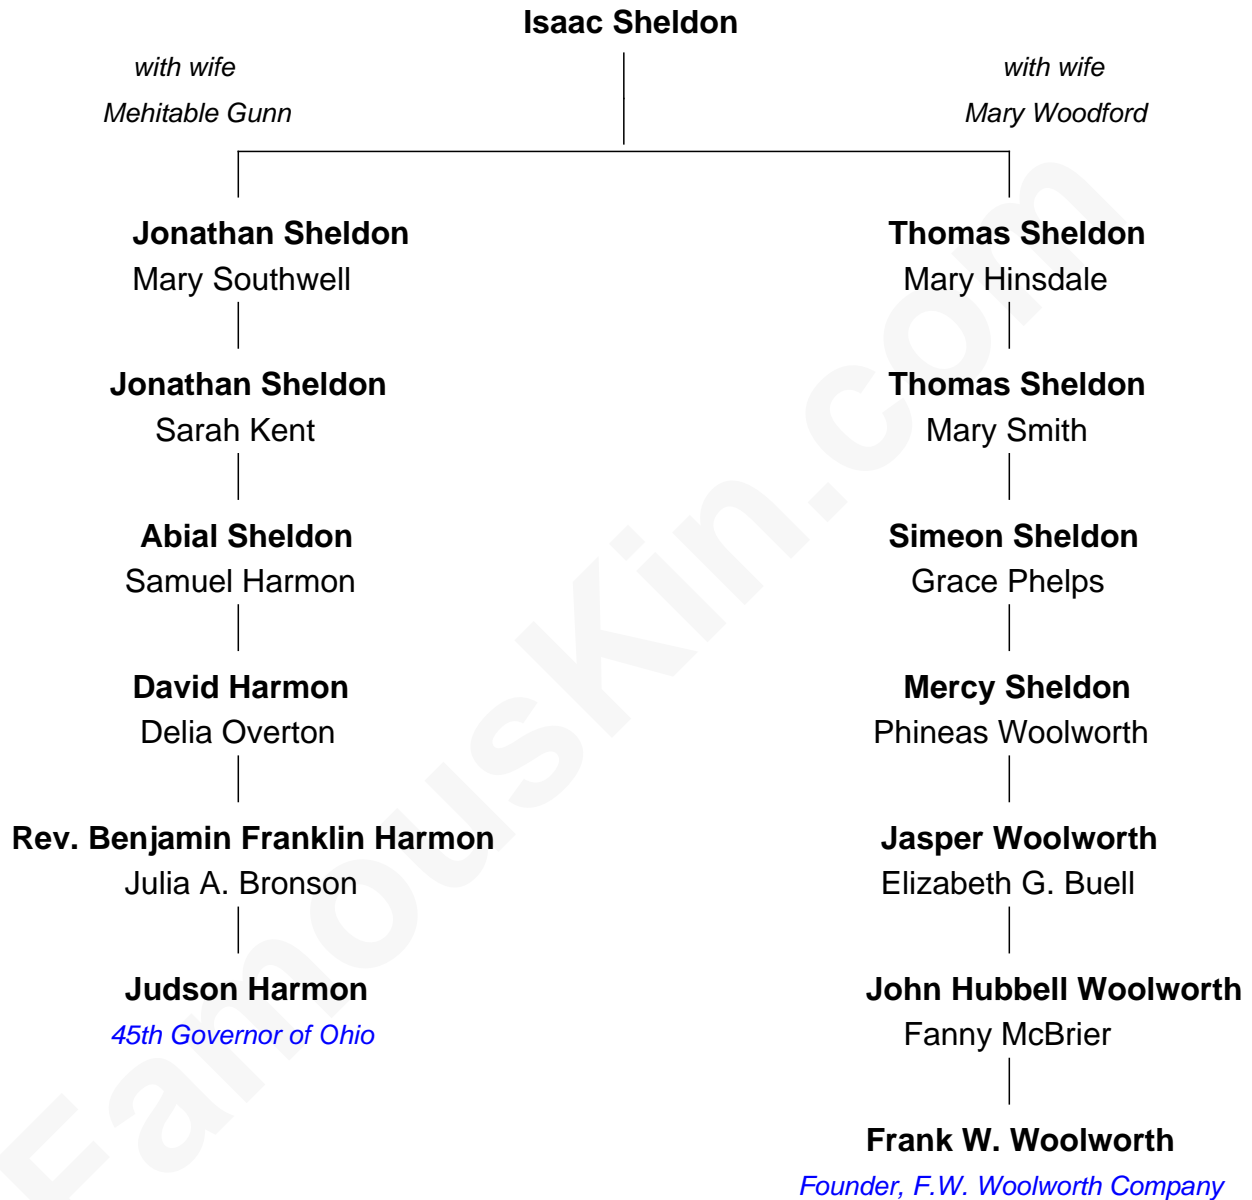 Isaac Sheldon
with wife
Mehitable Gunn
with wife
Mary Woodford
Jonathan Sheldon
Mary Southwell
Jonathan Sheldon
Sarah Kent
Abial Sheldon
Samuel Harmon
David Harmon
Delia Overton
Rev. Benjamin Franklin Harmon
Julia A. Bronson
Judson Harmon
45th Governor of Ohio
Thomas Sheldon
Mary Hinsdale
Thomas Sheldon
Mary Smith
Simeon Sheldon
Grace Phelps
Mercy Sheldon
Phineas Woolworth
Jasper Woolworth
Elizabeth G. Buell
John Hubbell Woolworth
Fanny McBrier
Frank W. Woolworth
Founder, F.W. Woolworth Company
FamousKin.com